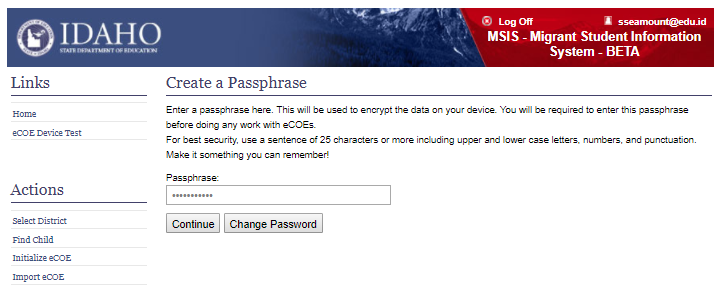 IDAHO
STATE DEPARTMENT OF EDUCATION
Log Off
sseamount@edu.id
MSIS - Migrant Student Information
System - BETA
Links
Home
eCOE Device Test
Actions
Select District
Find Child
Initialize eCOE
Import eCOE
Create a Passphrase
Enter a passphrase here. This will be used to encrypt the data on your device. You will be required to enter this passphrase
before doing any work with eCOEs.
For best security, use a sentence of 25 characters or more including upper and lower case letters, numbers, and punctuation.
Make it something you can remember!
Passphrase:
•••••••••••
Continue
Change Password